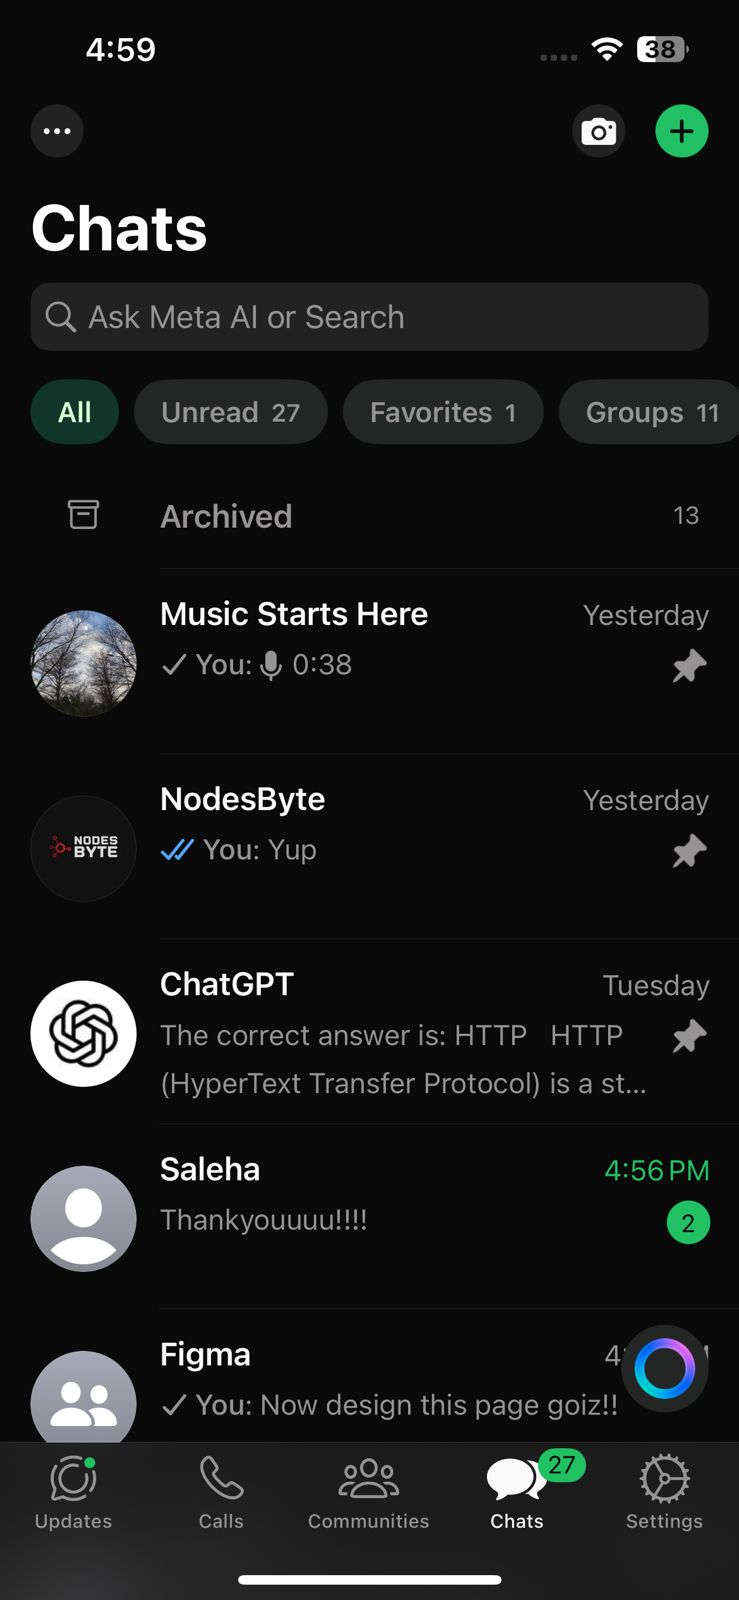 4:59
38
Chats
Ask Meta AI or Search
All
Unread 27
Favorites 1
Groups 11
Archived
13
Music Starts Here
Yesterday
You: 0:38
NODES
BYTE
NodesByte
Yesterday
You: Yup
ChatGPT
Tuesday
The correct answer is: HTTP HTTP
(HyperText Transfer Protocol) is a st...
Saleha
4:56 PM
Thankyouuuu!!!!
2
Figma
You: Now design this page goiz!!
27
Updates
Calls
Communities
Chats
Settings